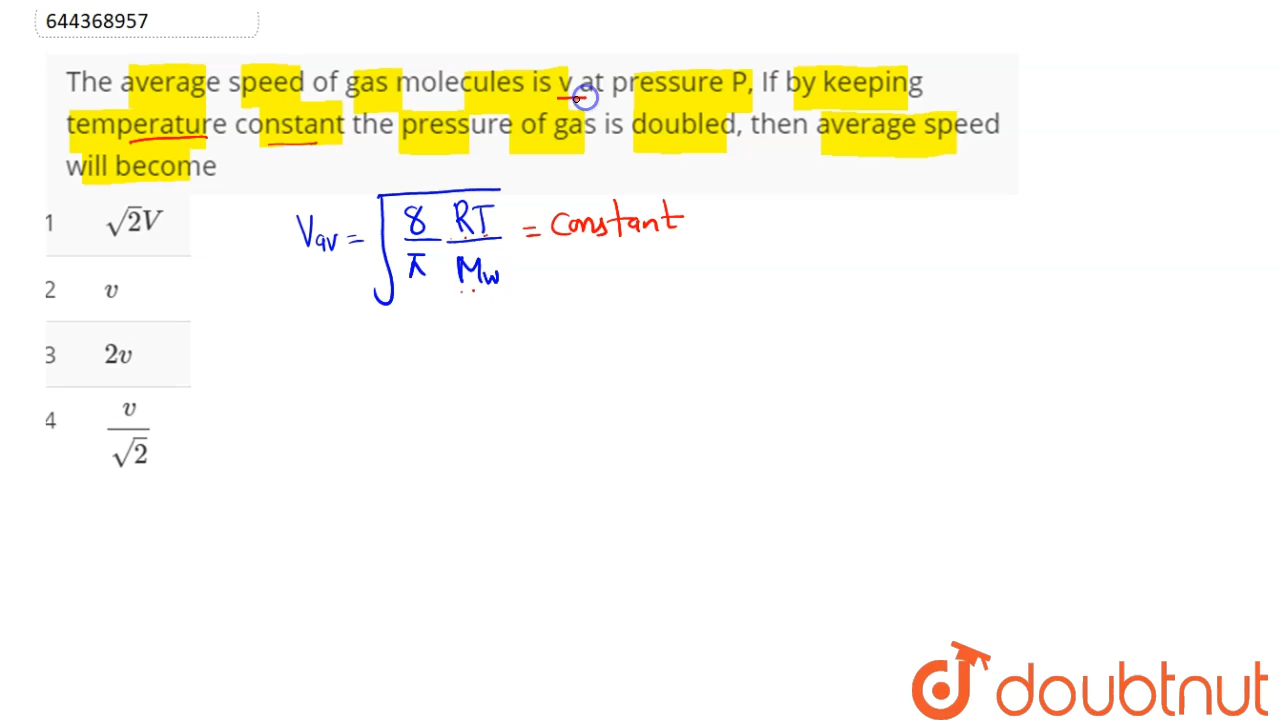 644368957
The average speed of gas molecules is v at pressure P, If by keeping
temperature constant the pressure of gas is doubled, then average speed
will become
1 √2V
2 v
3 2v
4 v/√2
Vav = √(8/π RT/Mw) = Constant
doubtnut